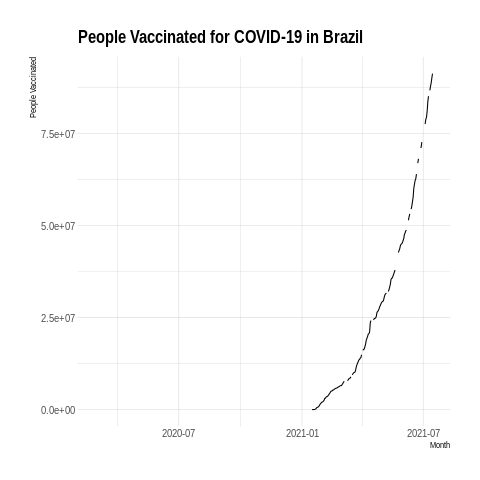 People Vaccinated for COVID-19 in Brazil
People Vaccinated
7.5e+07
5.0e+07
2.5e+07
0.0e+00
2020-07
2021-01
2021-07
Month